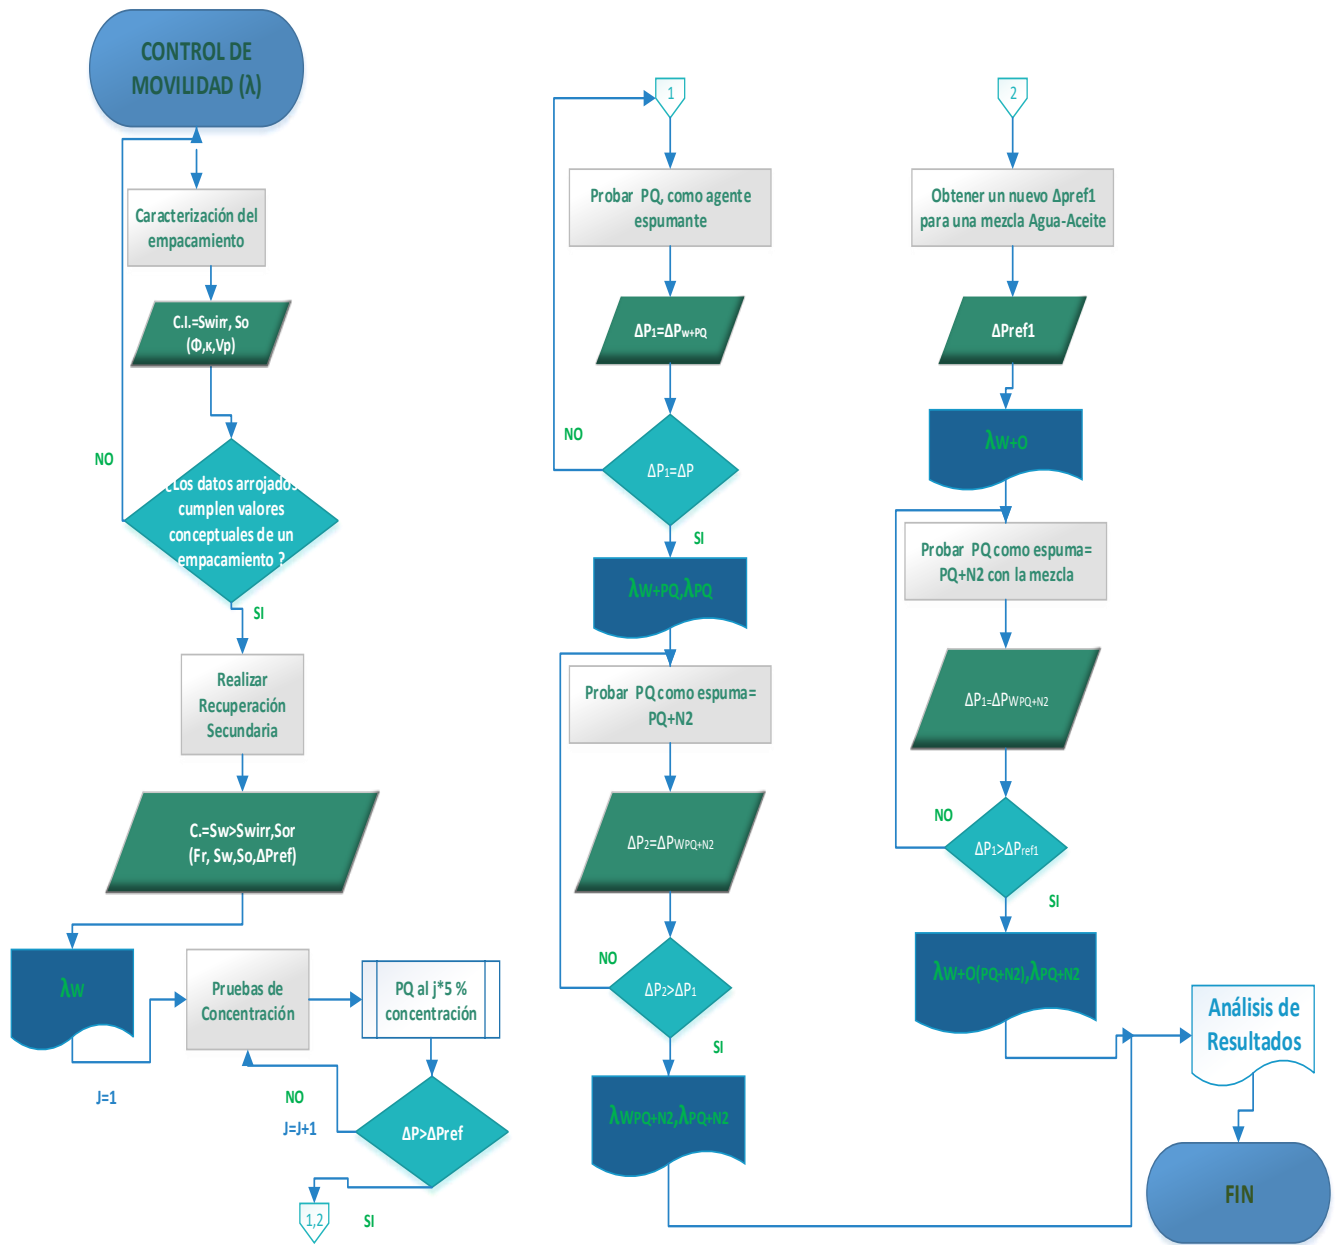 CONTROL DE
MOVILIDAD (λ)
Caracterización del
empacamiento
C.I.=Swirr, So
(Φ,κ,Vp)
NO
¿Los datos arrojados
cumplen valores
conceptuales de un
empacamiento ?
SI
Realizar
Recuperación
Secundaria
C.=Sw>Swirr,Sor
(Fr, Sw,So,ΔPref)
λw
J=1
Pruebas de
Concentración
PQ al j*5 %
concentración
NO
J=J+1
ΔP>ΔPref
SI
1,2
1
Probar PQ, como agente
espumante
ΔP1=ΔPw+PQ
NO
ΔP1=ΔP
SI
λw+PQ,λPQ
Probar PQ como espuma=
PQ+N2
ΔP2=ΔPWPQ+N2
NO
ΔP2>ΔP1
SI
λWPQ+N2,λPQ+N2
2
Obtener un nuevo Δpref1
para una mezcla Agua-Aceite
ΔPref1
λw+O
Probar PQ como espuma=
PQ+N2 con la mezcla
ΔP1=ΔPWPQ+N2
NO
ΔP1>ΔPref1
SI
λW+O(PQ+N2),λPQ+N2
Análisis de
Resultados
FIN